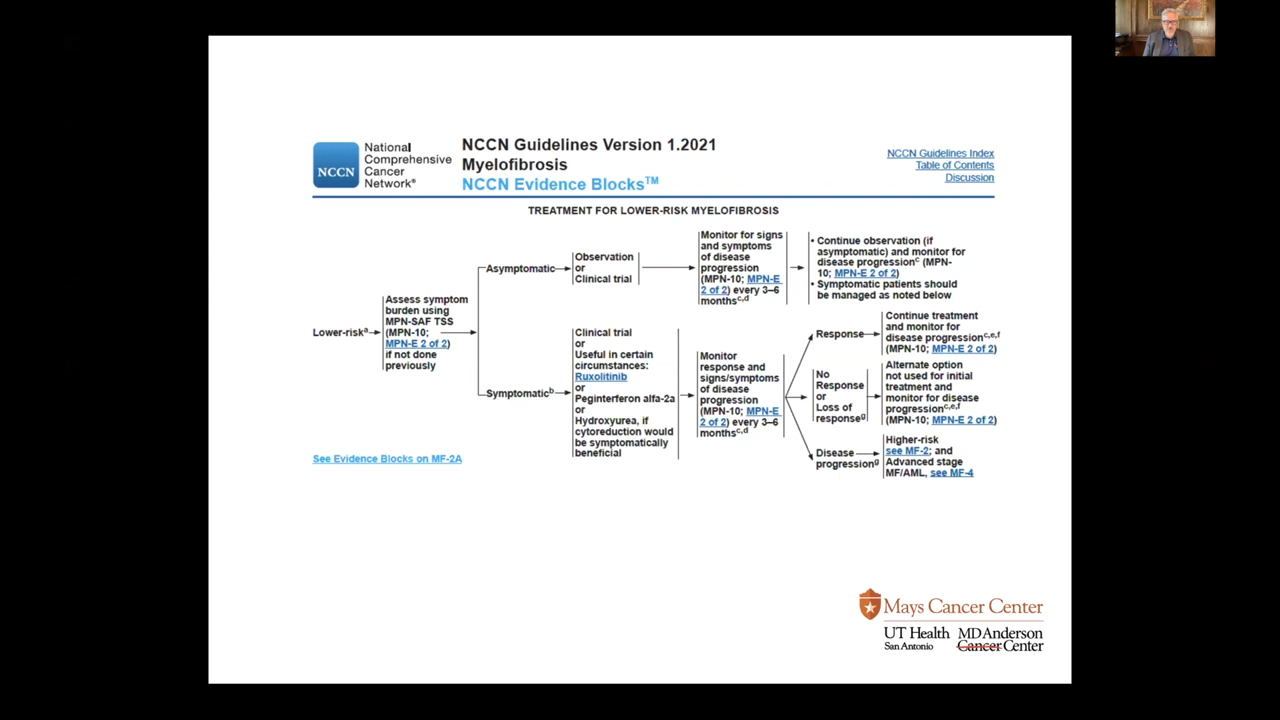 NCCN
National
Comprehensive
Cancer
Network®
NCCN Guidelines Version 1.2021
Myelofibrosis
NCCN Evidence Blocks™
NCCN Guidelines Index
Table of Contents
Discussion
TREATMENT FOR LOWER-RISK MYELOFIBROSIS
Lower-riskᵃ
Assess symptom
burden using
MPN-SAF TSS
(MPN-10;
MPN-E 2 of 2)
if not done
previously
Asymptomatic
Observation
or
Clinical trial
Monitor for signs
and symptoms
of disease
progression
(MPN-10; MPN-E
2 of 2) every 3–6
monthsᶜ,ᵈ
• Continue observation (if
asymptomatic) and monitor for
disease progressionᶜ (MPN-
10; MPN-E 2 of 2)
• Symptomatic patients should
be managed as noted below
Symptomaticᵇ
Clinical trial
or
Useful in certain
circumstances:
Ruxolitinib
or
Peginterferon alfa-2a
or
Hydroxyurea, if
cytoreduction would
be symptomatically
beneficial
Monitor
response and
signs/symptoms
of disease
progression
(MPN-10; MPN-E
2 of 2) every 3–6
monthsᶜ,ᵈ
Response
Continue treatment
and monitor for
disease progressionᶜ,ᵉ,ᶠ
(MPN-10; MPN-E 2 of 2)
No
Response
or
Loss of
responseᵍ
Alternate option
not used for initial
treatment and
monitor for disease
progressionᶜ,ᵉ,ᶠ
(MPN-10; MPN-E 2 of 2)
Disease
progressionᵍ
Higher-risk
see MF-2; and
Advanced stage
MF/AML, see MF-4
See Evidence Blocks on MF-2A
Mays Cancer Center
UT Health
San Antonio
MD Anderson
Cancer Center